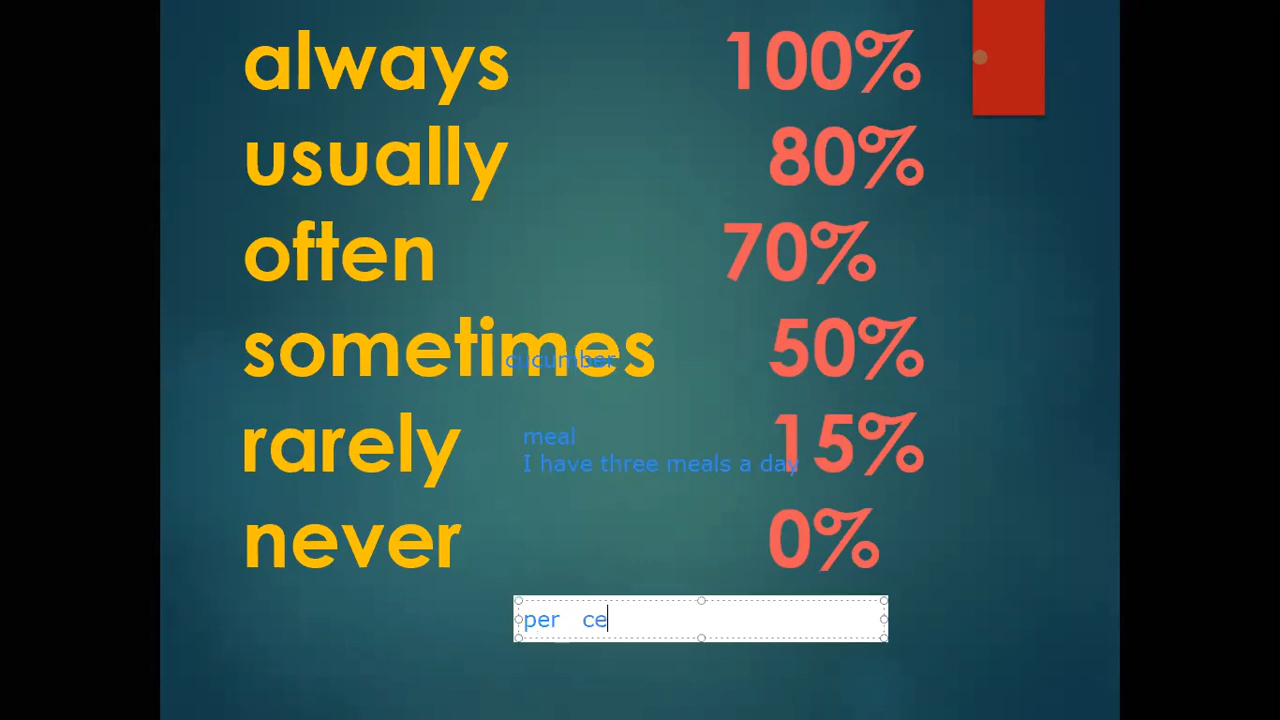 always 100%
usually 80%
often 70%
sometimes 50%
cucumber
rarely 15%
meal
I have three meals a day
never 0%
per ce